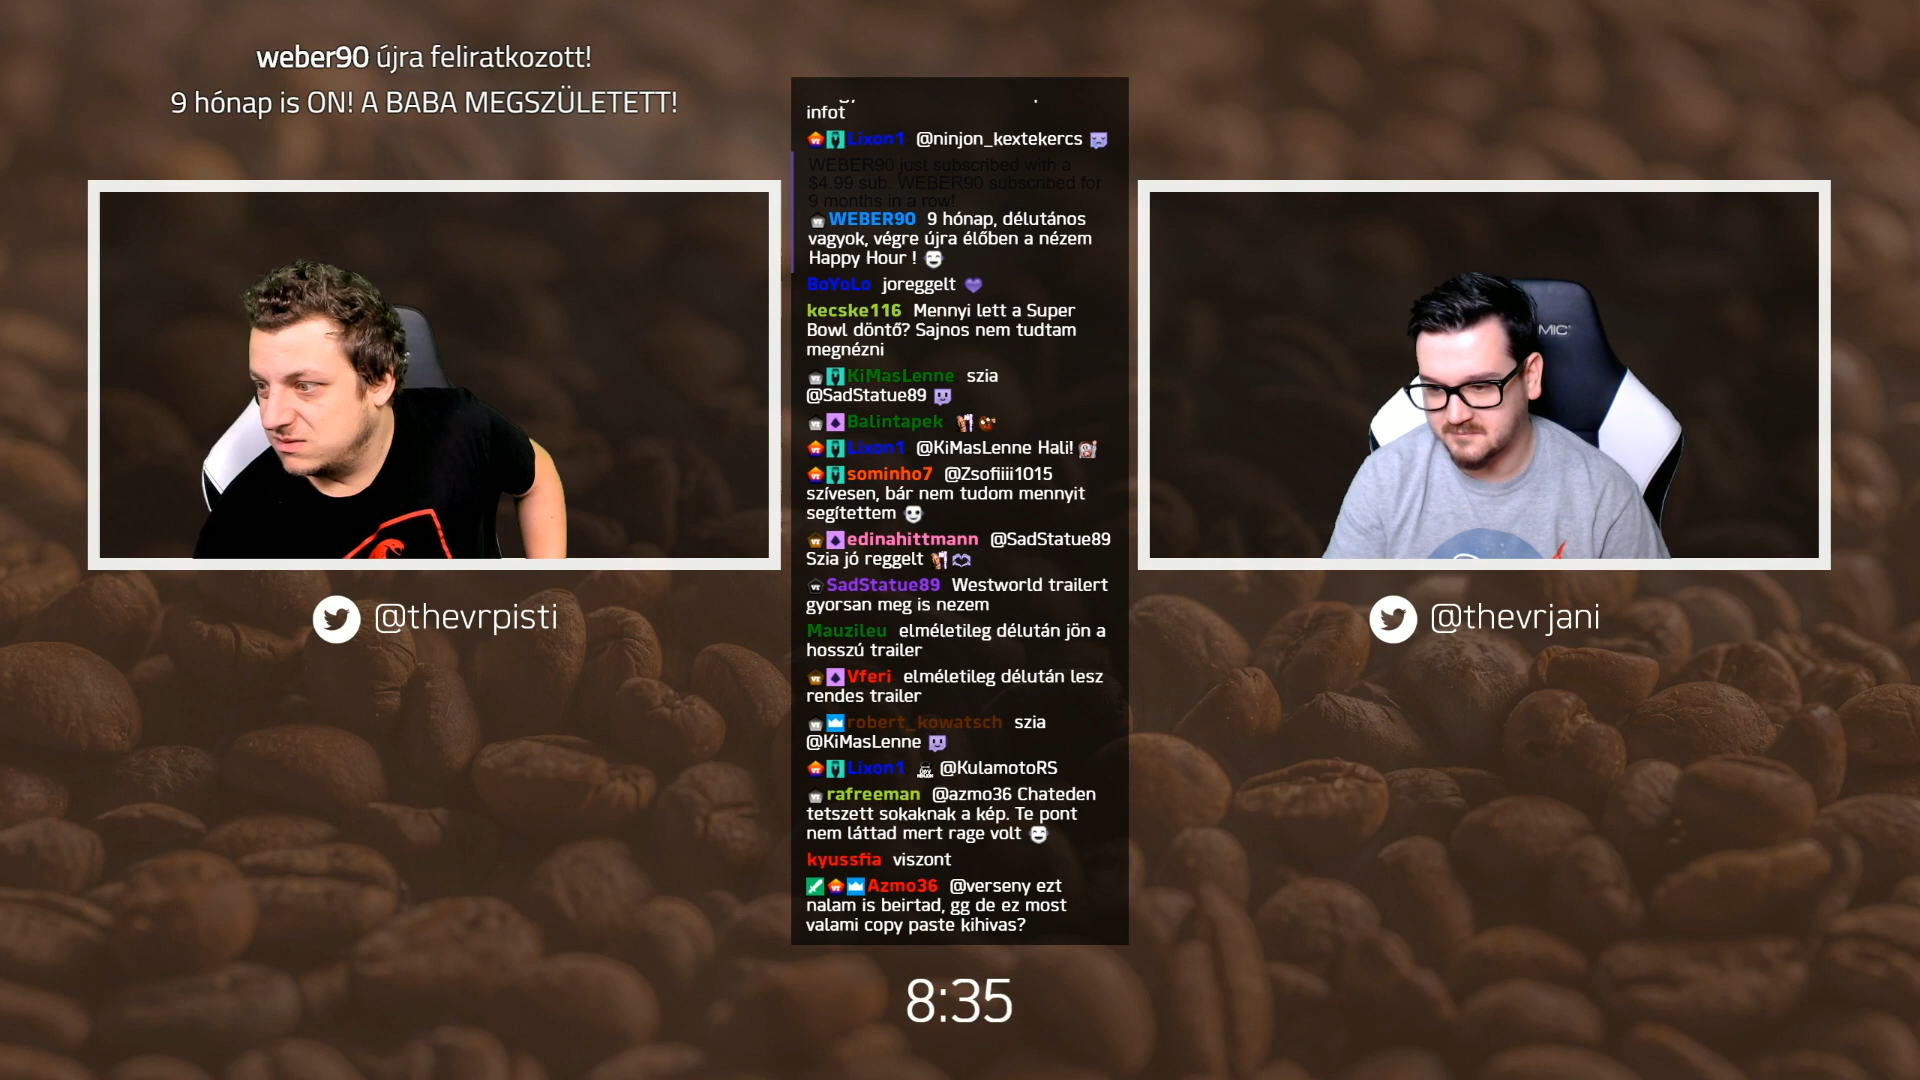 weber90 újra feliratkozott!
9 hónap is ON! A BABA MEGSZÜLETETT!
infot
Lixon1 @ninjon_kextekercs
WEBER90 just subscribed with a
$4.99 sub. WEBER90 subscribed for
9 months in a row!
WEBER90 9 hónap, délutános
vagyok, végre újra élőben a nézem
Happy Hour !
BoYoLo joreggelt
kecske116 Mennyi lett a Super
Bowl döntő? Sajnos nem tudtam
megnézni
KiMasLenne szia
@SadStatue89
Balintapek
Lixon1 @KiMasLenne Hali!
sominho7 @Zsofiiii1015
szívesen, bár nem tudom mennyit
segítettem
edinahittmann @SadStatue89
Szia jó reggelt
SadStatue89 Westworld trailert
gyorsan meg is nezem
Mauzileu elméletileg délután jön a
hosszú trailer
Vferi elméletileg délután lesz
rendes trailer
robert_kowatsch szia
@KiMasLenne
Lixon1 @KulamotoRS
rafreeman @azmo36 Chateden
tetszett sokaknak a kép. Te pont
nem láttad mert rage volt
kyussfia viszont
Azmo36 @verseny ezt
nalam is beirtad, gg de ez most
valami copy paste kihivas?
MIC
@thevrpisti
@thevrjani
8:35